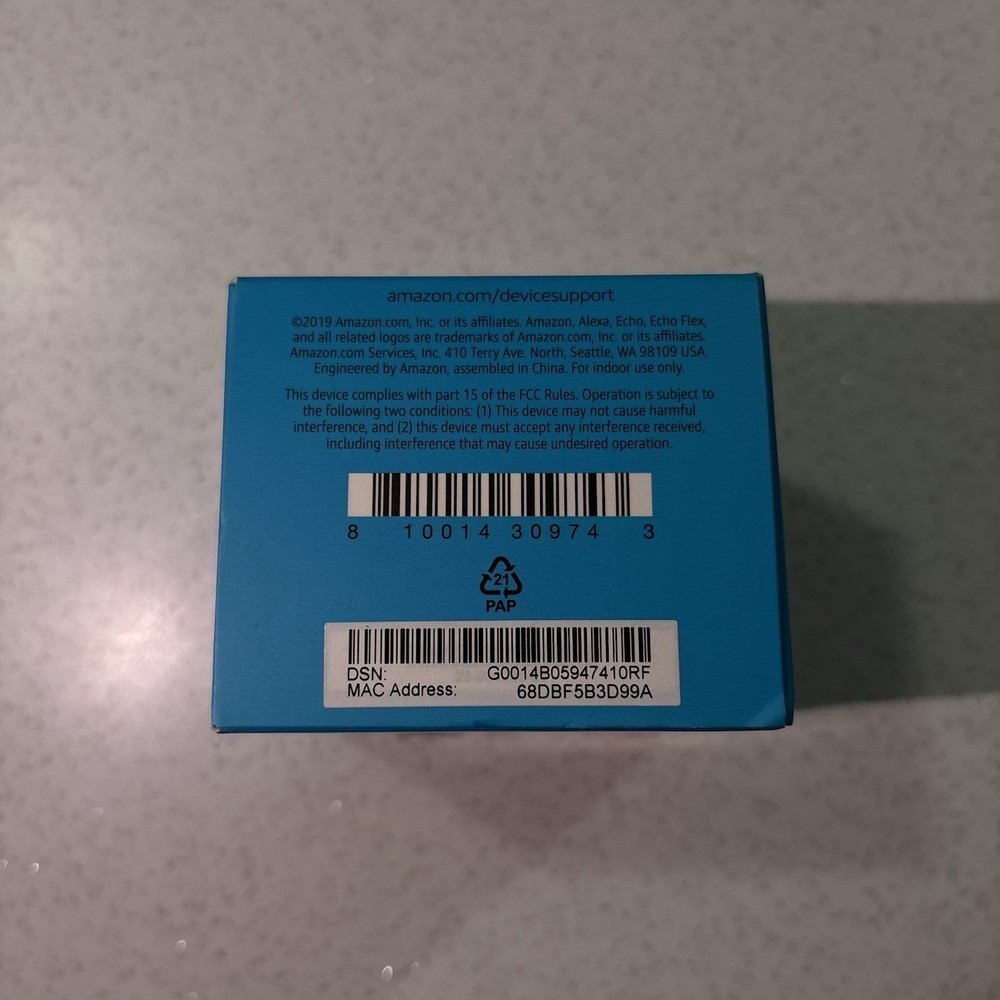 amazon.com/devicesupport
©2019 Amazon.com, Inc. or its affiliates. Amazon, Alexa, Echo, Echo Flex,
and all related logos are trademarks of Amazon.com, Inc. or its affiliates.
Amazon.com Services, Inc. 410 Terry Ave. North, Seattle, WA 98109 USA.
Engineered by Amazon, assembled in China. For indoor use only.
This device complies with part 15 of the FCC Rules. Operation is subject to
the following two conditions: (1) This device may not cause harmful
interference, and (2) this device must accept any interference received,
including interference that may cause undesired operation.
8 10014 30974 3
21
PAP
DSN: G0014B05947410RF
MAC Address: 68DBF5B3D99A